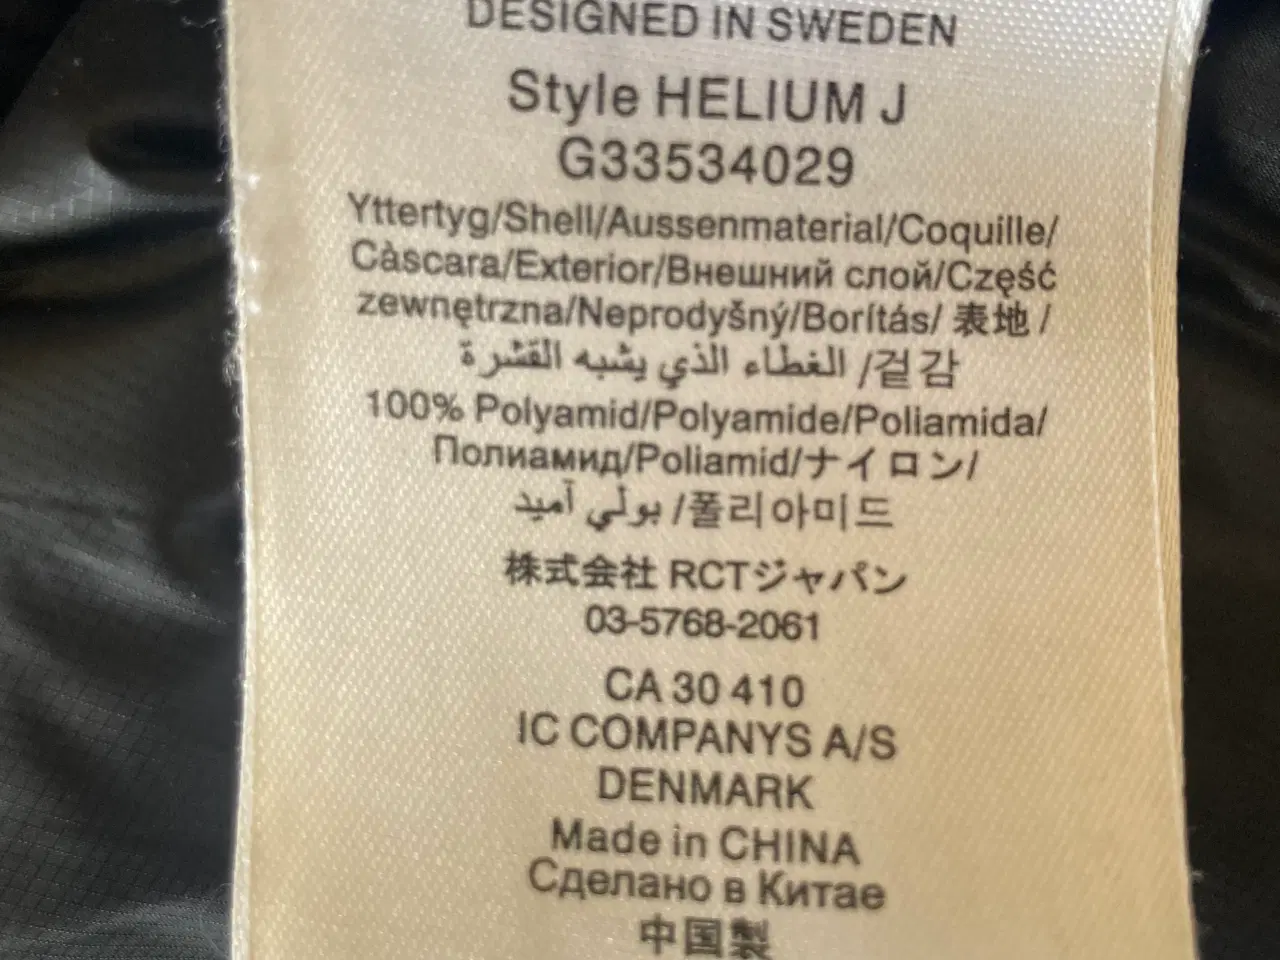 DESIGNED IN SWEDEN
Style HELIUM J
G33534029
Yttertyg/Shell/Aussenmaterial/Coquille/
Càscara/Exterior/Внешний слой/Część
zewnętrzna/Neprodyšný/Borítás/ 表地 /
الغطاء الذي يشبه القشرة /겉감
100% Polyamid/Polyamide/Poliamida/
Полиамид/Poliamid/ナイロン/
بولي آميد /폴리아미드
株式会社 RCTジャパン
03-5768-2061
CA 30 410
IC COMPANYS A/S
DENMARK
Made in CHINA
Сделано в Китае
中国製